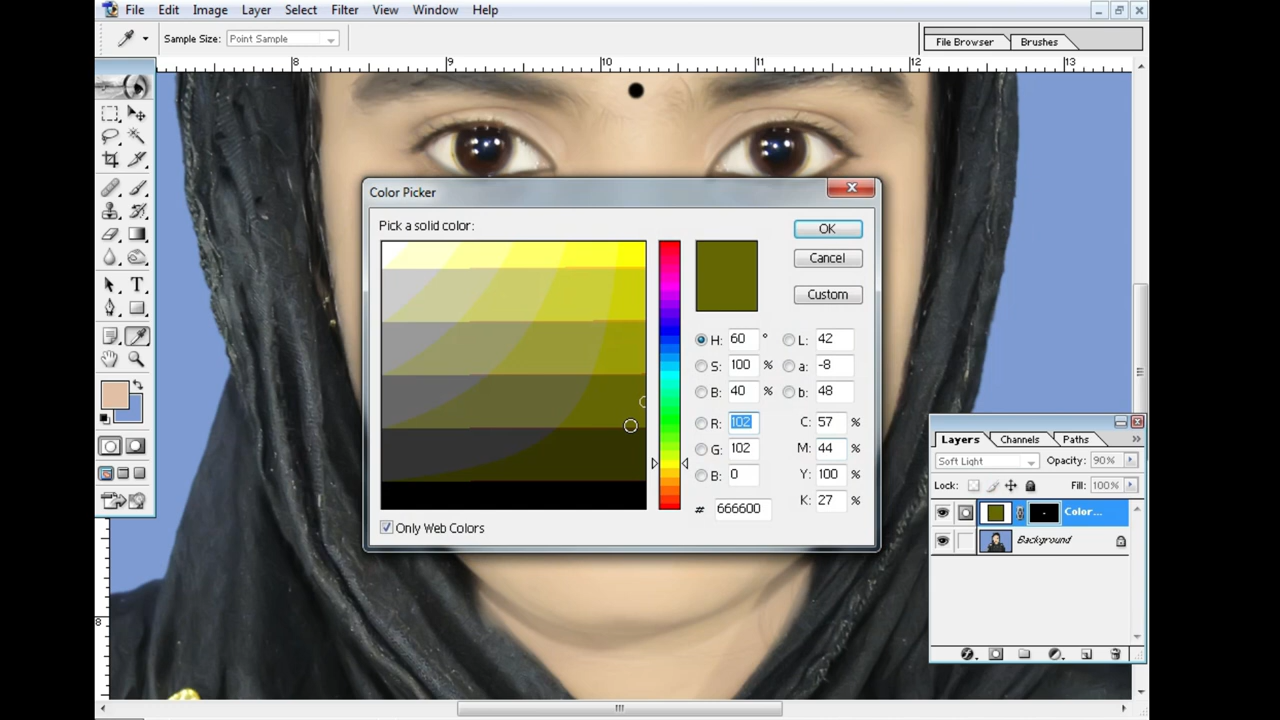 File Edit Image Layer Select Filter View Window Help
Sample Size: Point Sample
File Browser Brushes
8 9 10 11 12 13
Color Picker
Pick a solid color:
OK
Cancel
Custom
H: 60 ° L: 42
S: 100 % a: -8
B: 40 % b: 48
R: 102 C: 57 %
G: 102 M: 44 %
B: 0 Y: 100 %
# 666600 K: 27 %
Only Web Colors
Layers Channels Paths
Soft Light Opacity: 90%
Lock: Fill: 100%
Color...
Background
T
8